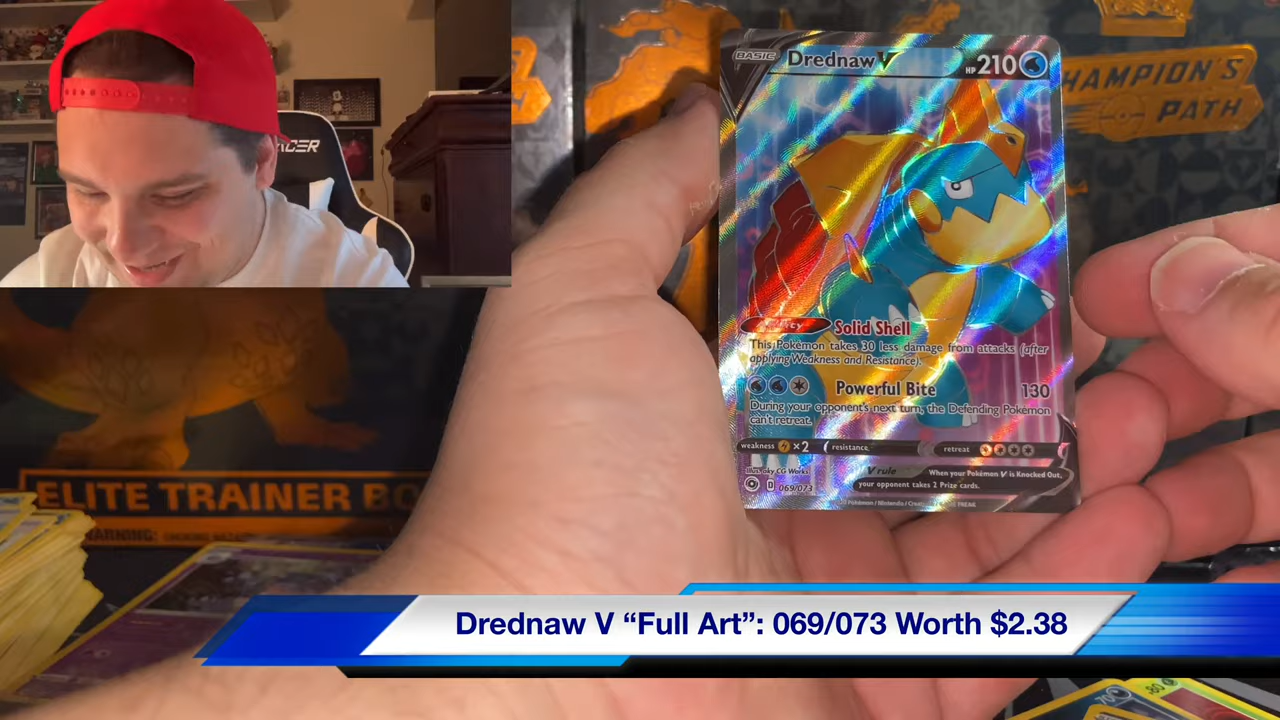 BASIC Drednaw V HP 210
CHAMPION'S
PATH
Solid Shell
This Pokémon takes 30 less damage from attacks (after
applying Weakness and Resistance).
Powerful Bite 130
During your opponent's next turn, the Defending Pokémon
can't retreat.
weakness ×2 resistance retreat
V rule When your Pokémon V is Knocked Out,
your opponent takes 2 Prize cards.
069/073
ELITE TRAINER BO
WARNING:
Drednaw V “Full Art”: 069/073 Worth $2.38
70
80